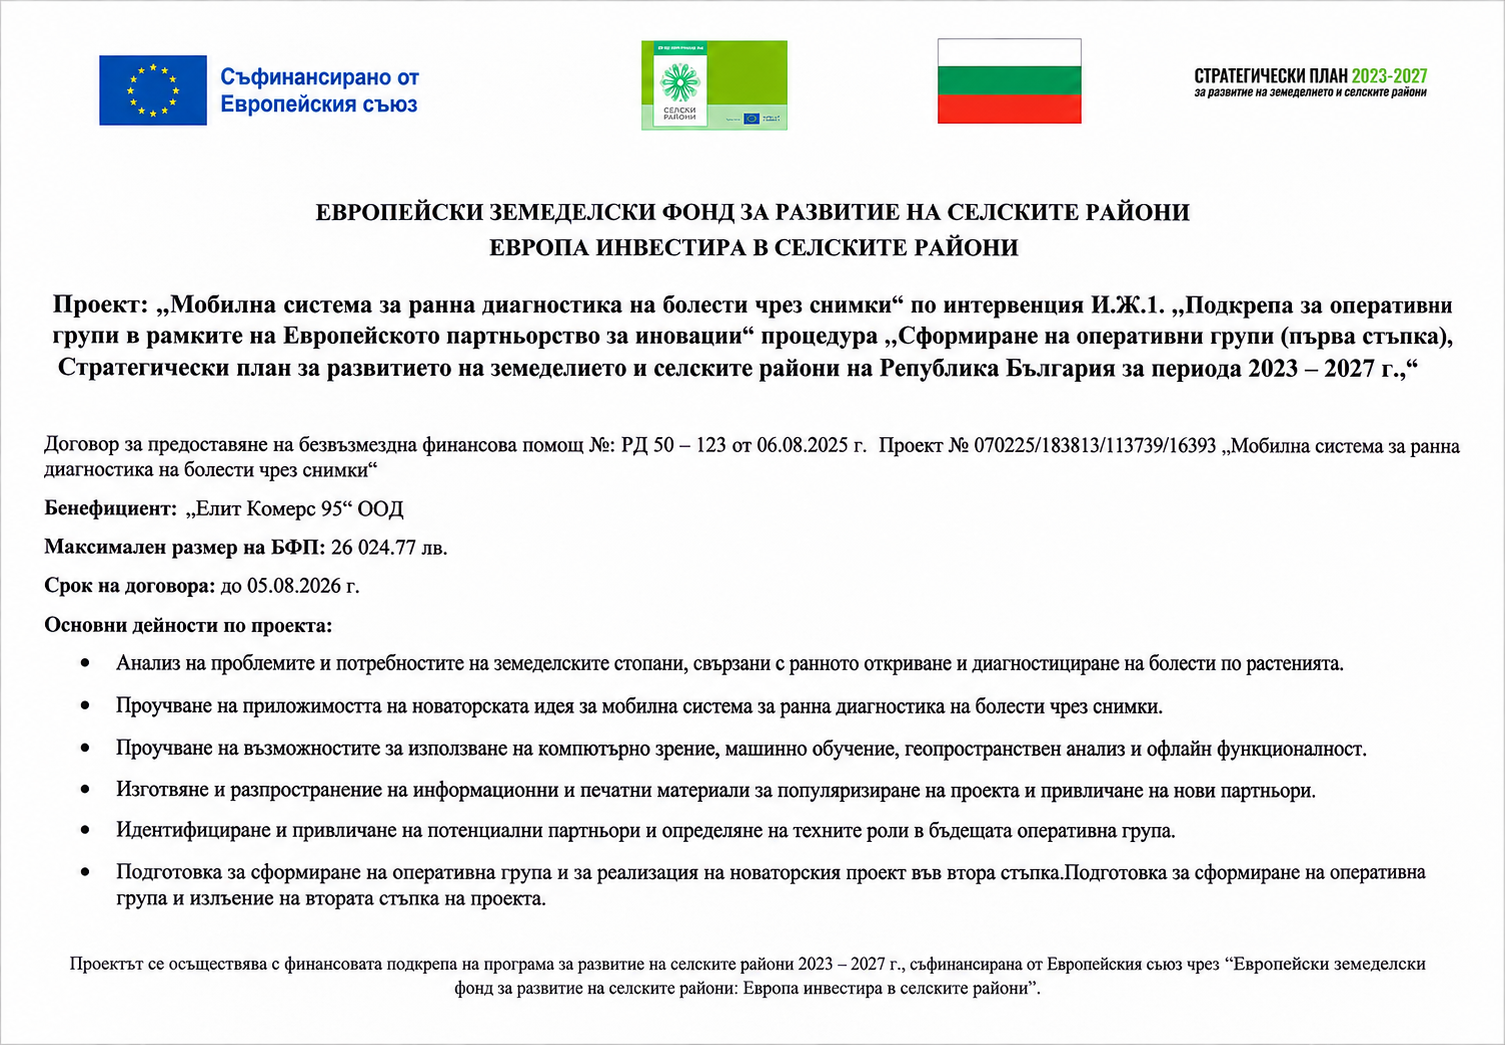 Съфинансирано от
Европейския съюз
СЕЛСКИ
РАЙОНИ
СТРАТЕГИЧЕСКИ ПЛАН 2023-2027
за развитие на земеделието и селските райони
ЕВРОПЕЙСКИ ЗЕМЕДЕЛСКИ ФОНД ЗА РАЗВИТИЕ НА СЕЛСКИТЕ РАЙОНИ
ЕВРОПА ИНВЕСТИРА В СЕЛСКИТЕ РАЙОНИ
Проект: „Мобилна система за ранна диагностика на болести чрез снимки“ по интервенция И.Ж.1. „Подкрепа за оперативни
групи в рамките на Европейското партньорство за иновации“ процедура „Сформиране на оперативни групи (първа стъпка),
Стратегически план за развитието на земеделието и селските райони на Република България за периода 2023 – 2027 г.,“
Договор за предоставяне на безвъзмездна финансова помощ №: РД 50 – 123 от 06.08.2025 г. Проект № 070225/183813/113739/16393 „Мобилна система за ранна
диагностика на болести чрез снимки“
Бенефициент: „Елит Комерс 95“ ООД
Максимален размер на БФП: 26 024.77 лв.
Срок на договора: до 05.08.2026 г.
Основни дейности по проекта:
• Анализ на проблемите и потребностите на земеделските стопани, свързани с ранното откриване и диагностициране на болести по растенията.
• Проучване на приложимостта на новаторската идея за мобилна система за ранна диагностика на болести чрез снимки.
• Проучване на възможностите за използване на компютърно зрение, машинно обучение, геопространствен анализ и офлайн функционалност.
• Изготвяне и разпространение на информационни и печатни материали за популяризиране на проекта и привличане на нови партньори.
• Идентифициране и привличане на потенциални партньори и определяне на техните роли в бъдещата оперативна група.
• Подготовка за сформиране на оперативна група и за реализация на новаторския проект във втора стъпка.Подготовка за сформиране на оперативна
група и излъение на втората стъпка на проекта.
Проектът се осъществява с финансовата подкрепа на програма за развитие на селските райони 2023 – 2027 г., съфинансирана от Европейския съюз чрез “Европейски земеделски
фонд за развитие на селските райони: Европа инвестира в селските райони”.